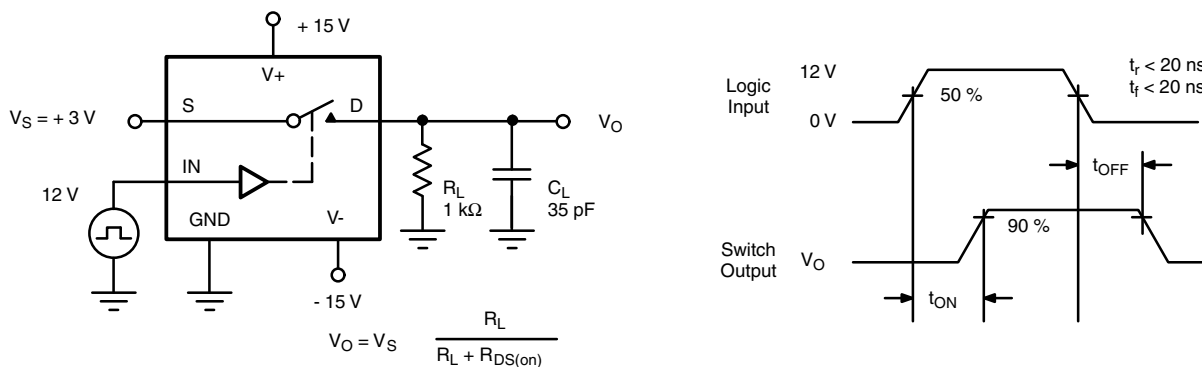 + 15 V
V+
S
D
V_S = + 3 V
V_O
IN
12 V
R_L
1 kΩ
C_L
35 pF
GND
V-
- 15 V
V_O = V_S
R_L
R_L + R_DS(on)
Logic
Input
12 V
0 V
50 %
t_r < 20 ns
t_f < 20 ns
t_OFF
Switch
Output
V_O
90 %
t_ON